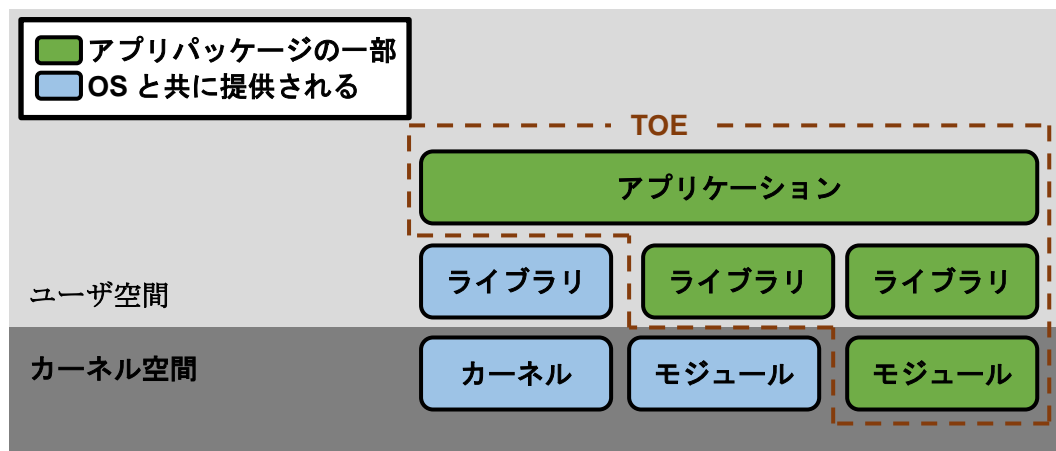 アプリパッケージの一部
OS と共に提供される
TOE
アプリケーション
ライブラリ
ライブラリ
ライブラリ
ユーザ空間
カーネル空間
カーネル
モジュール
モジュール